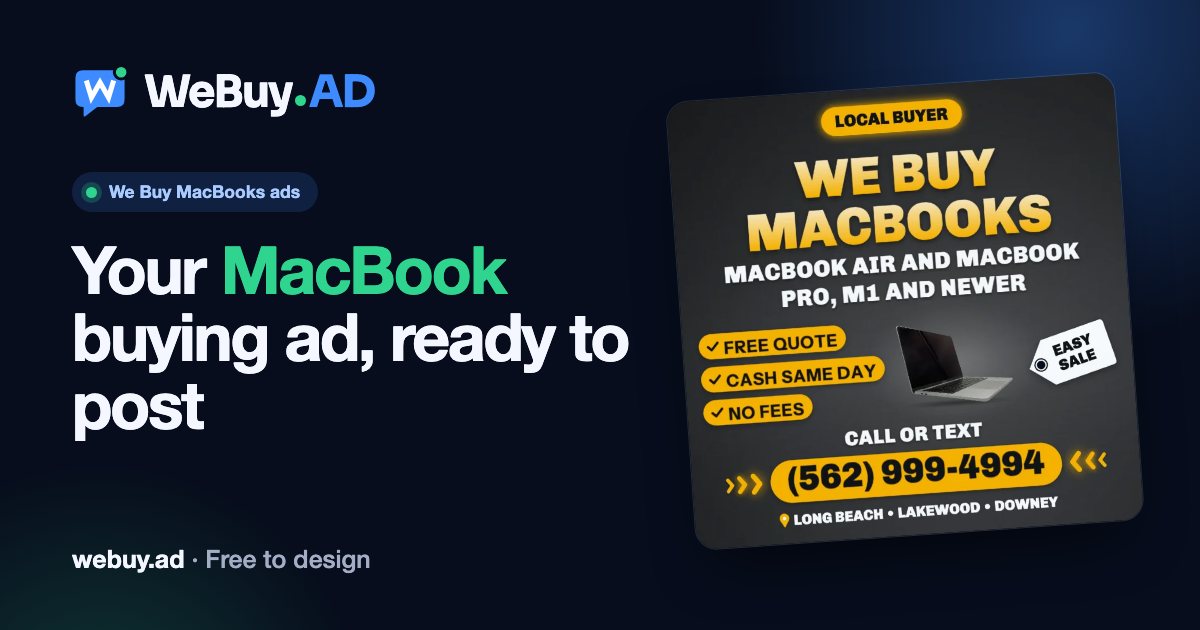 W WeBuy.AD
We Buy MacBooks ads
Your MacBook
buying ad, ready to
post
webuy.ad · Free to design
LOCAL BUYER
WE BUY
MACBOOKS
MACBOOK AIR AND MACBOOK
PRO, M1 AND NEWER
✓ FREE QUOTE
✓ CASH SAME DAY
✓ NO FEES
EASY
SALE
CALL OR TEXT
(562) 999-4994
LONG BEACH • LAKEWOOD • DOWNEY